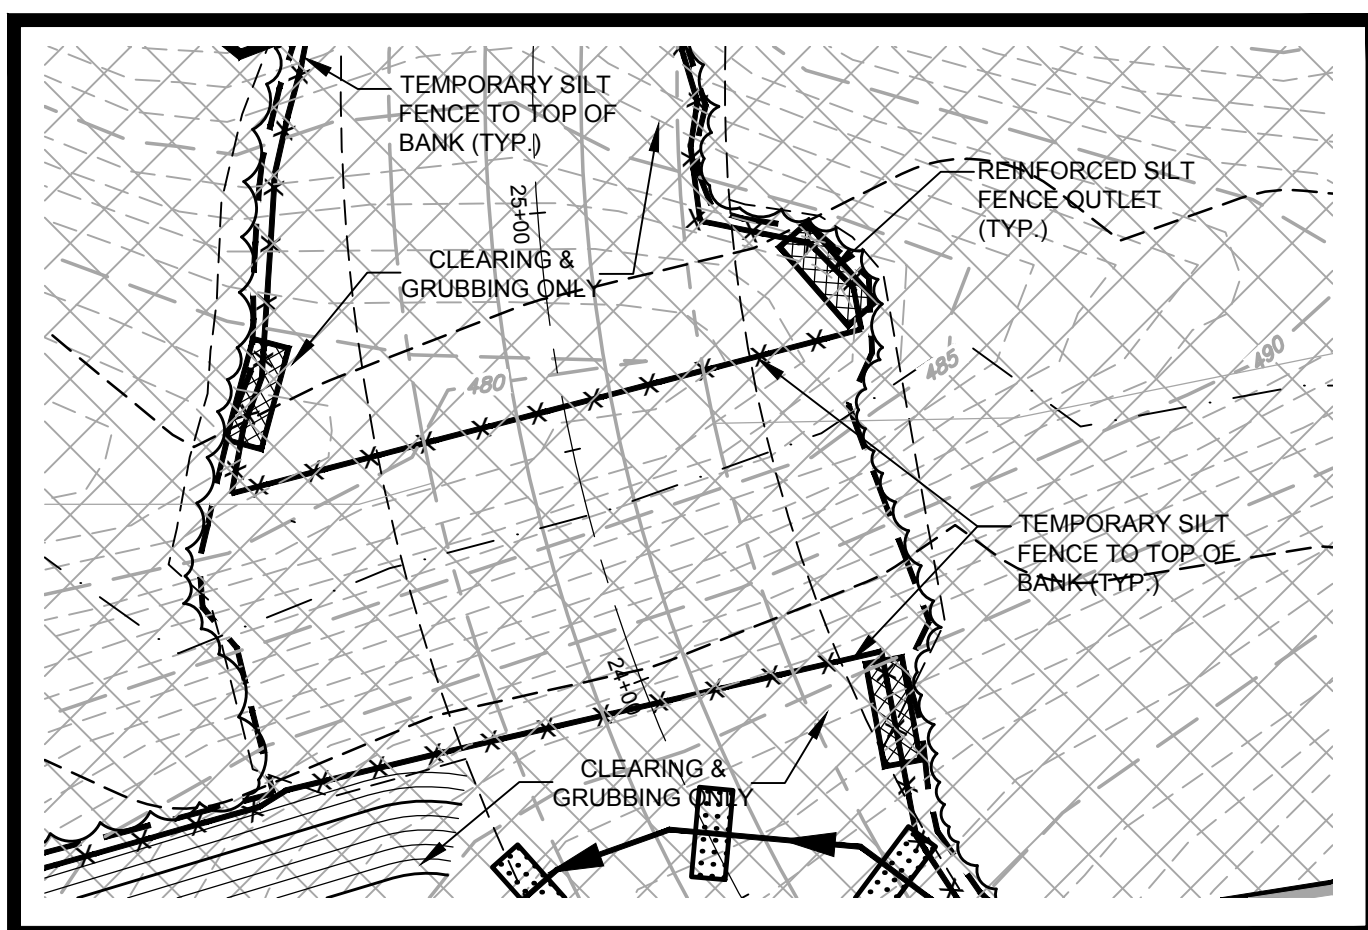 TEMPORARY SILT
FENCE TO TOP OF
BANK (TYP.)
REINFORCED SILT
FENCE OUTLET
(TYP.)
25+00
CLEARING &
GRUBBING ONLY
480
485
490
TEMPORARY SILT
FENCE TO TOP OF
BANK (TYP.)
24+00
CLEARING &
GRUBBING ONLY